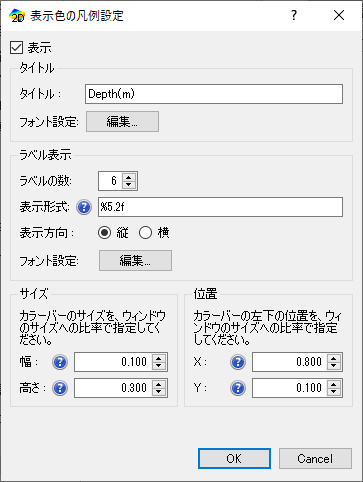 2D 表示色の凡例設定 ?
表示
タイトル
タイトル： Depth(m)
フォント設定: 編集...
ラベル表示
ラベルの数: 6
表示形式: ? %5.2f
表示方向： 縦 横
フォント設定: 編集...
サイズ
カラーバーのサイズを、ウィンドウ
のサイズへの比率で指定してく
ださい。
幅： ? 0.100
高さ： ? 0.300
位置
カラーバーの左下の位置を、ウィ
ンドウのサイズへの比率で指定
してください。
X： ? 0.800
Y： ? 0.100
OK Cancel